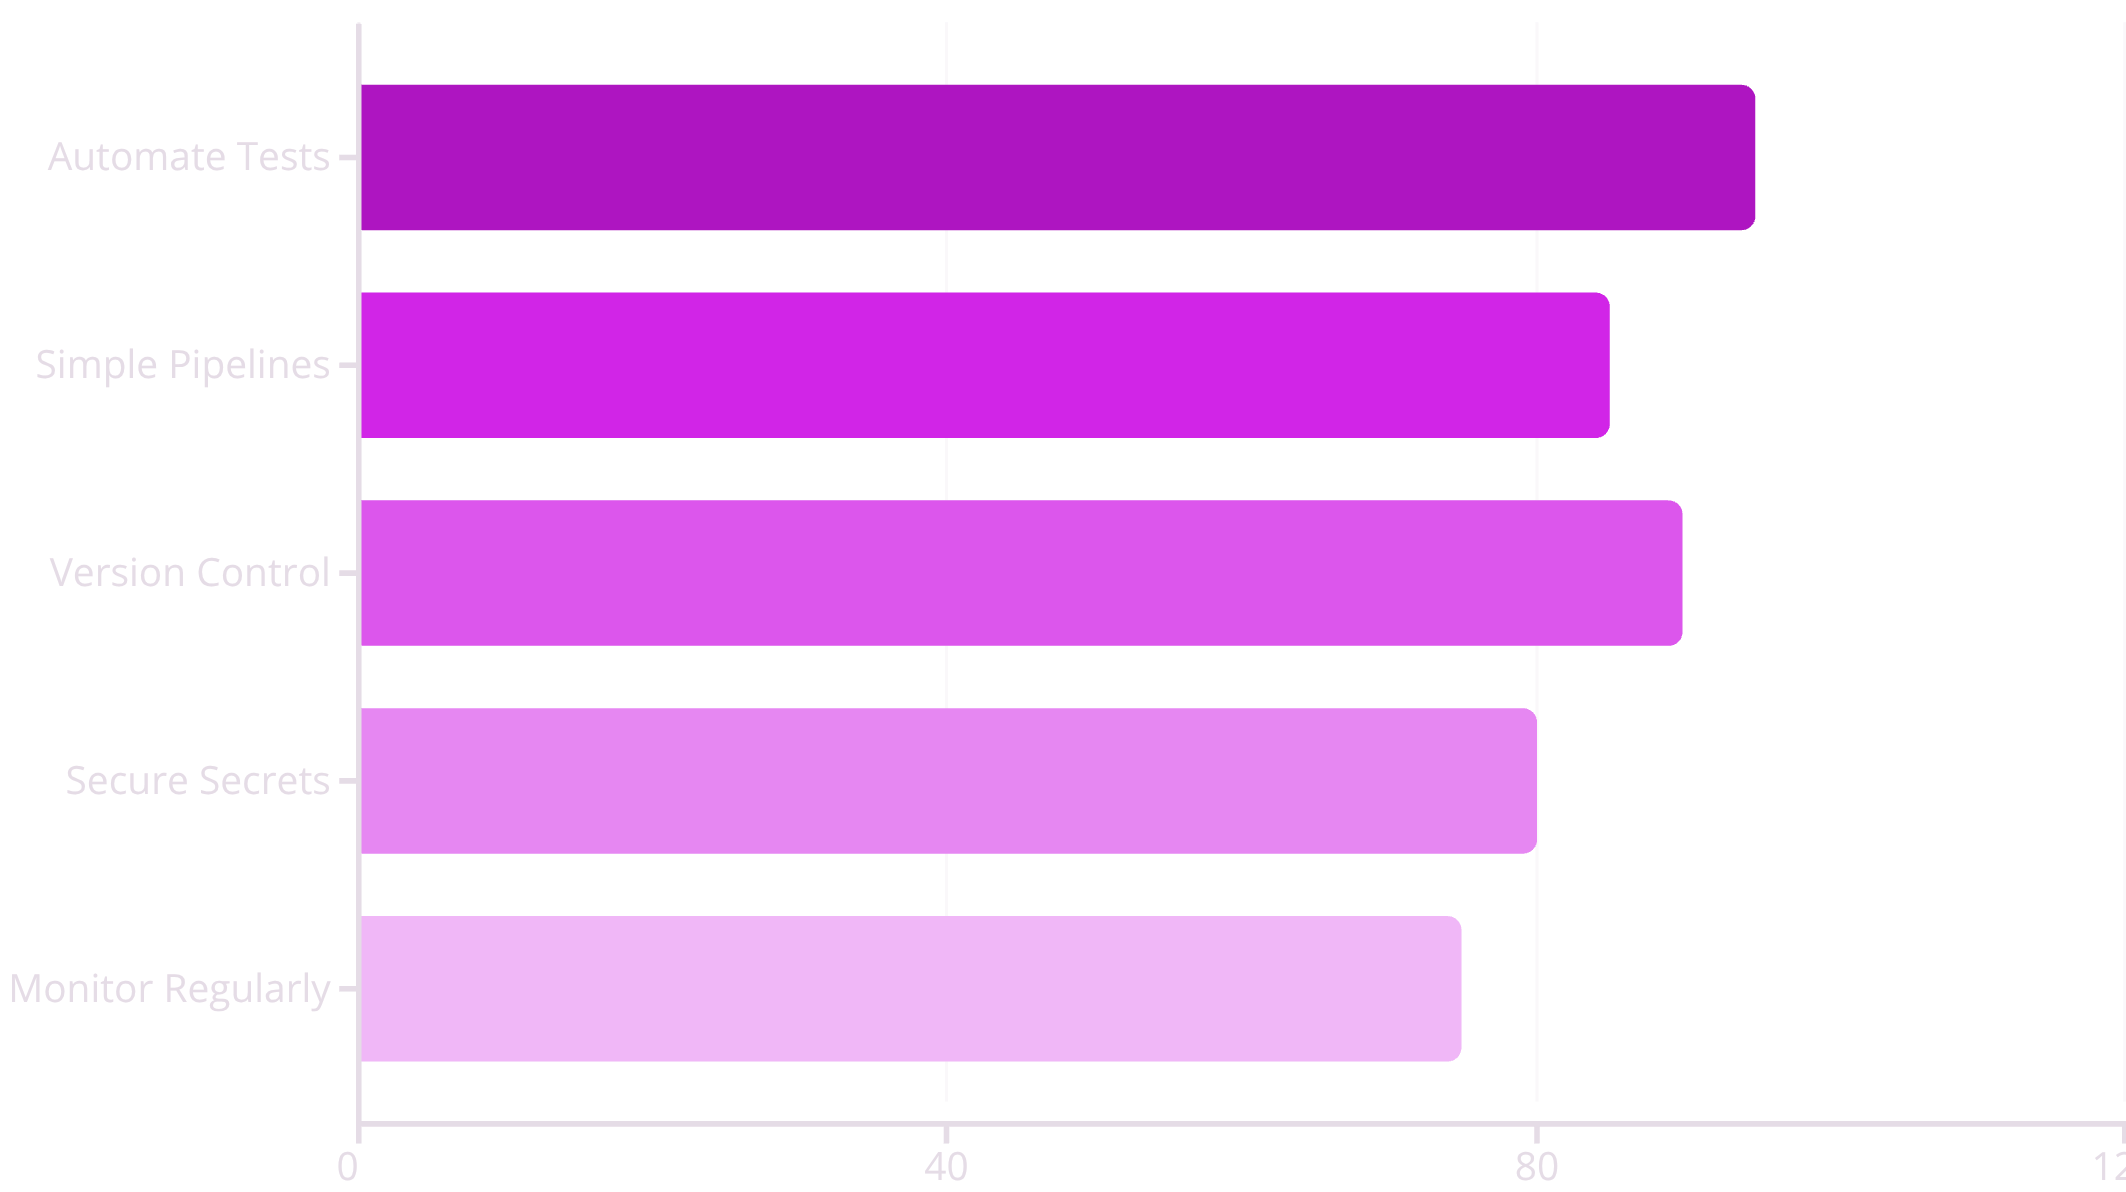 Automate Tests
Simple Pipelines
Version Control
Secure Secrets
Monitor Regularly
0 40 80